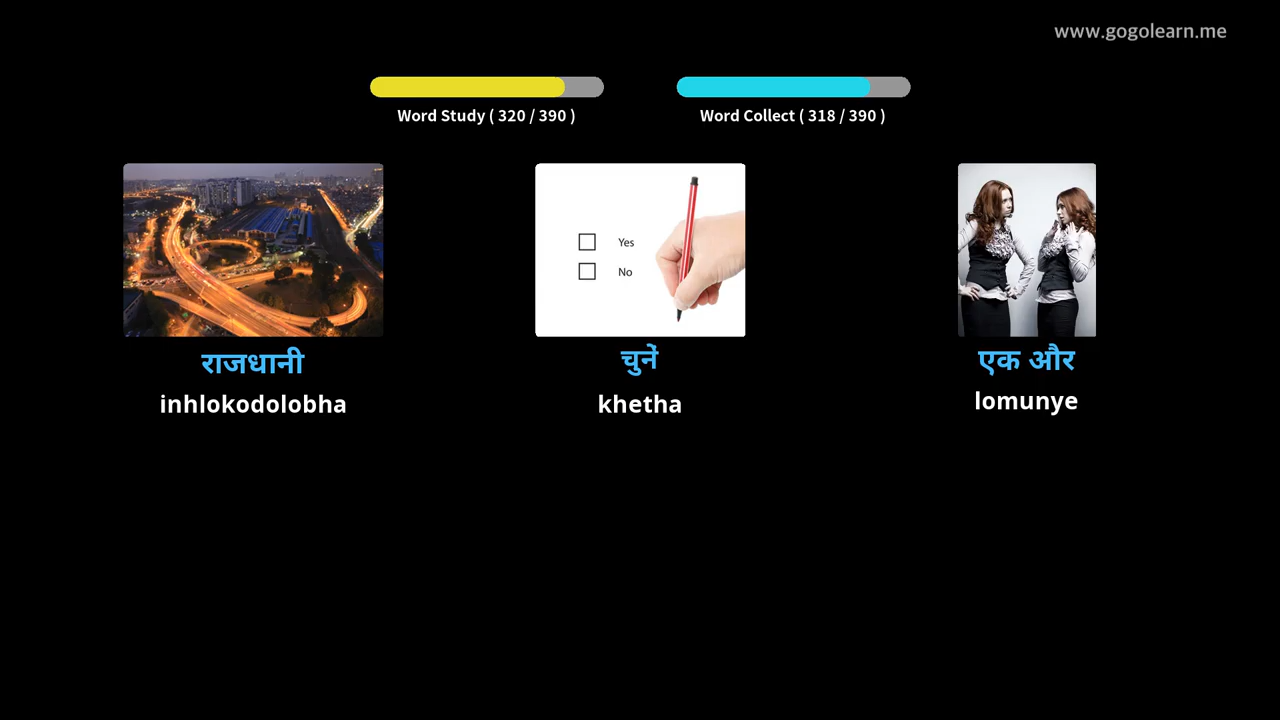 www.gogolearn.me
Word Study ( 320 / 390 )
Word Collect ( 318 / 390 )
Yes
No
राजधानी
चुनें
एक और
inhlokodolobha
khetha
lomunye